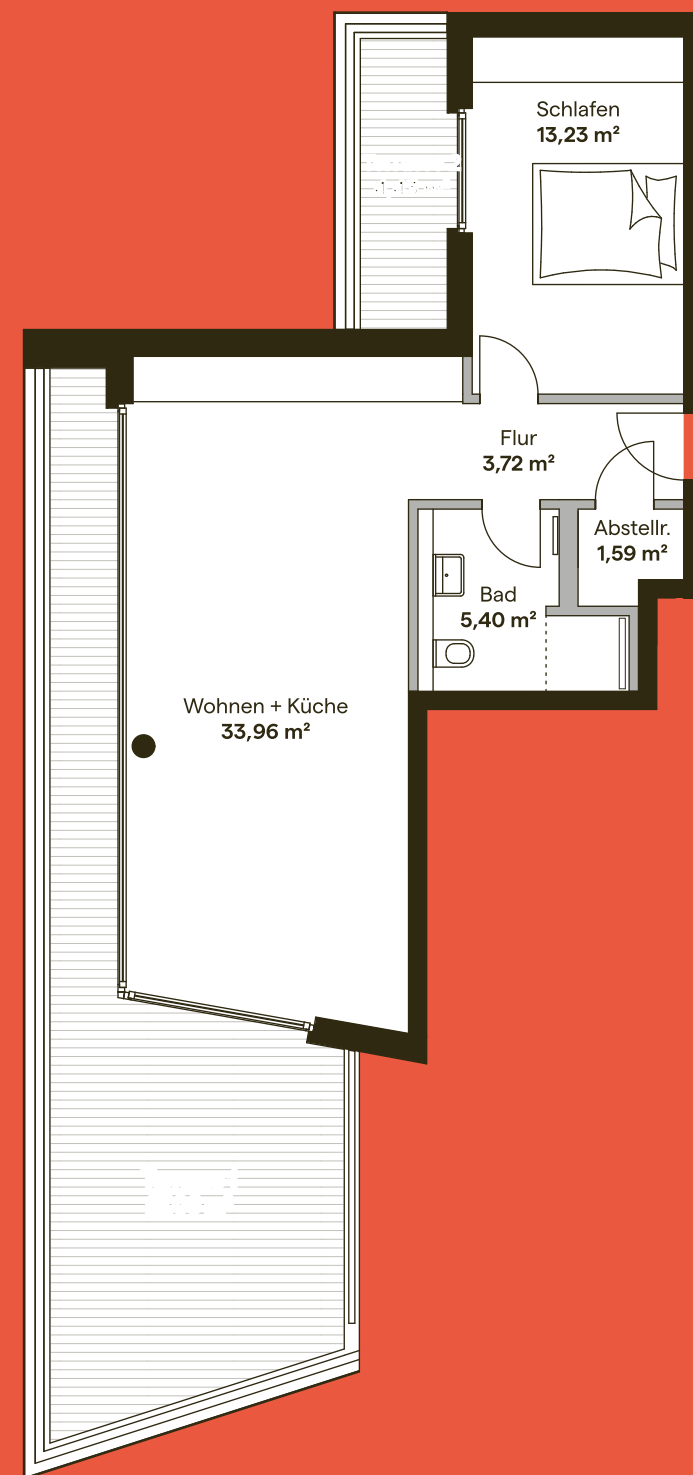 Schlafen
13,23 m²
Flur
3,72 m²
Abstellr.
1,59 m²
Bad
5,40 m²
Wohnen + Küche
33,96 m²